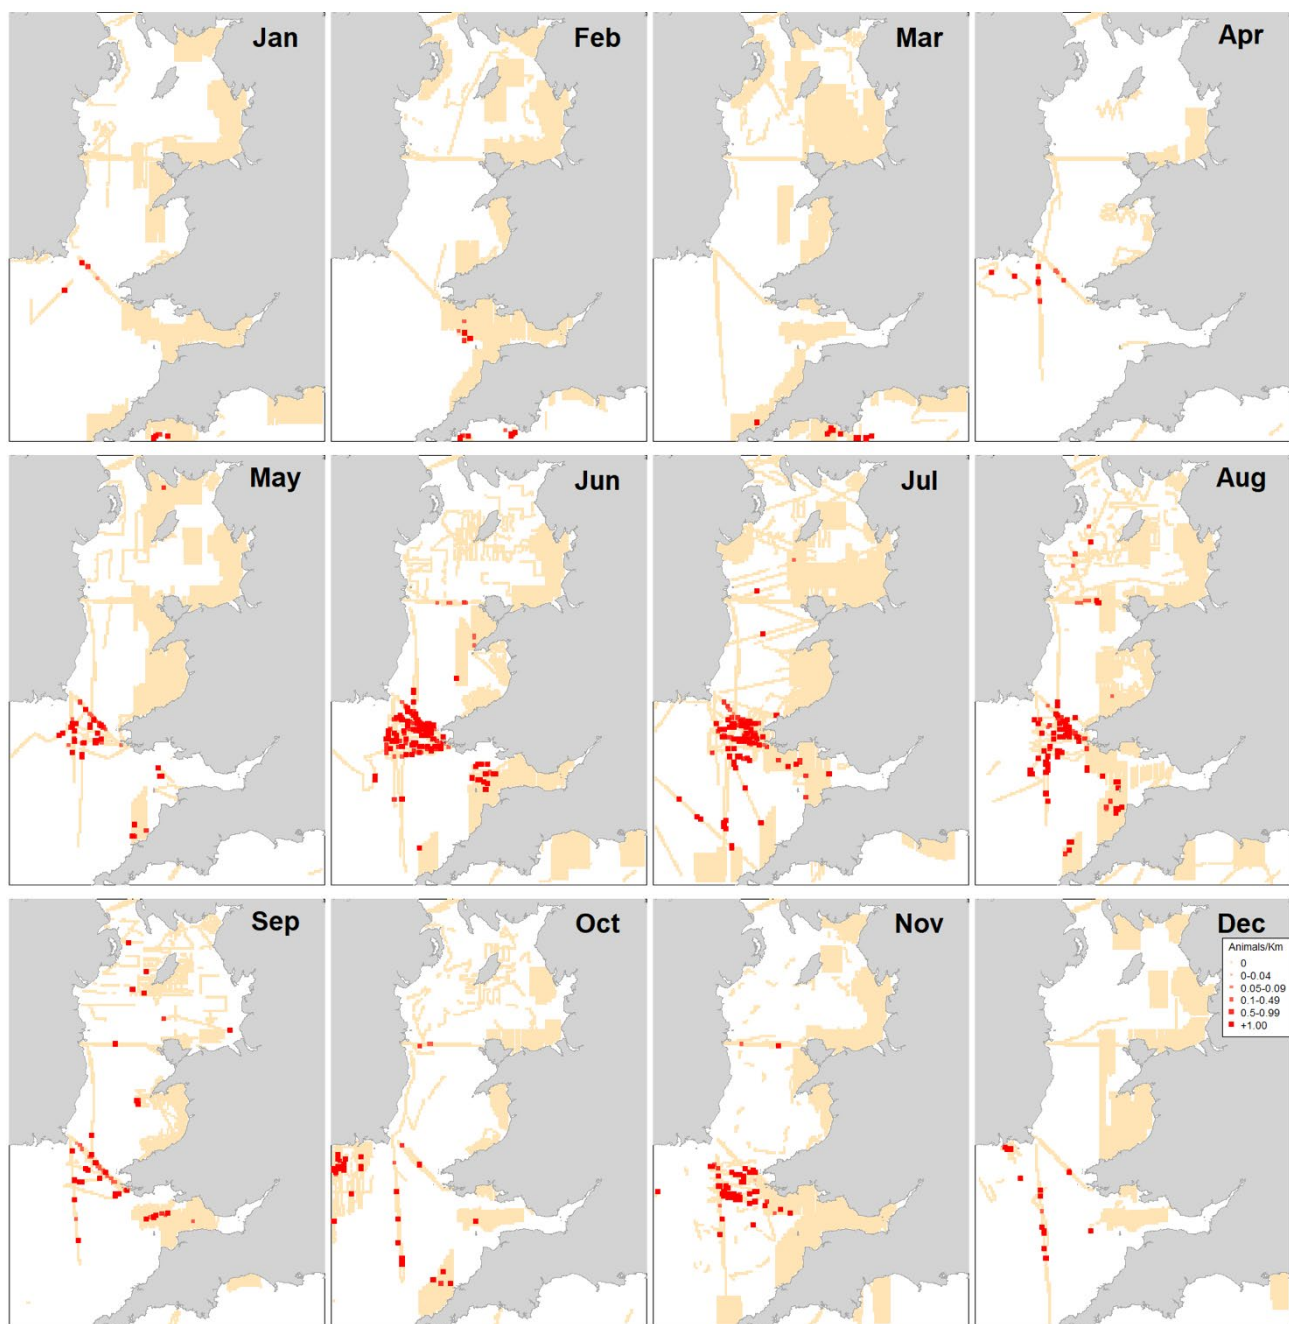 Jan
Feb
Mar
Apr
May
Jun
Jul
Aug
Sep
Oct
Nov
Dec
Animals/Km
0
0-0.04
0.05-0.09
0.1-0.49
0.5-0.99
+1.00